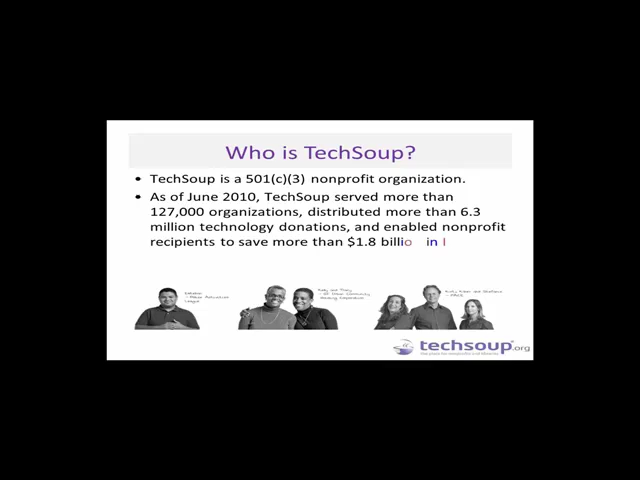 Who is TechSoup?
• TechSoup is a 501(c)(3) nonprofit organization.
• As of June 2010, TechSoup served more than
127,000 organizations, distributed more than 6.3
million technology donations, and enabled nonprofit
recipients to save more than $1.8 billio in I
techsoup.org